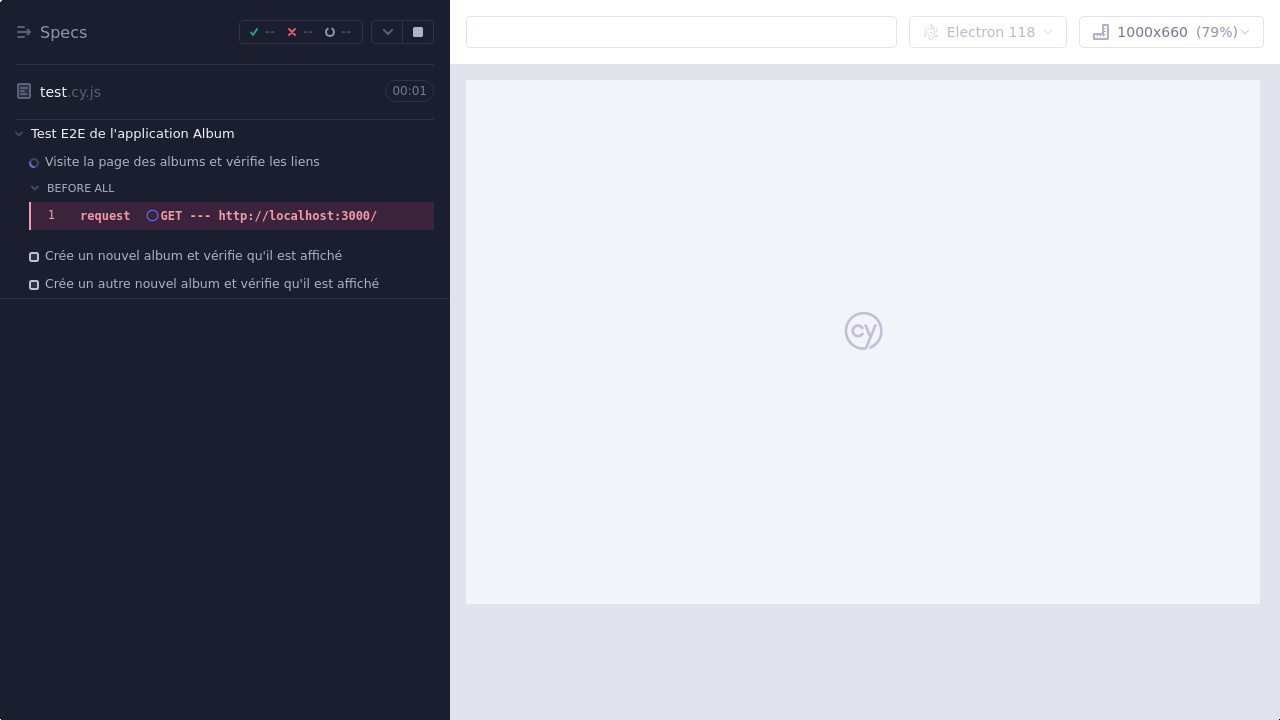 Specs
--
--
--
Electron 118
1000x660 (79%)
test.cy.js
00:01
Test E2E de l'application Album
Visite la page des albums et vérifie les liens
BEFORE ALL
1 request GET --- http://localhost:3000/
Crée un nouvel album et vérifie qu'il est affiché
Crée un autre nouvel album et vérifie qu'il est affiché
cy